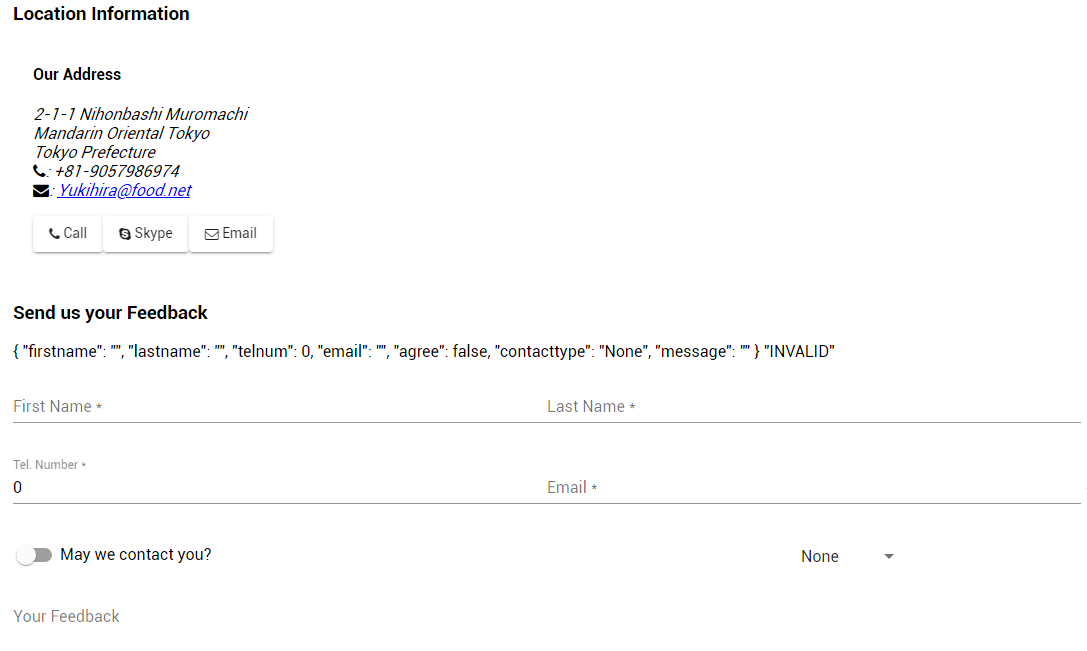 Location Information
Our Address
2-1-1 Nihonbashi Muromachi
Mandarin Oriental Tokyo
Tokyo Prefecture
: +81-9057986974
: Yukihira@food.net
Call Skype Email
Send us your Feedback
{ "firstname": "", "lastname": "", "telnum": 0, "email": "", "agree": false, "contacttype": "None", "message": "" } "INVALID"
First Name * Last Name *
Tel. Number *
0 Email *
May we contact you? None
Your Feedback